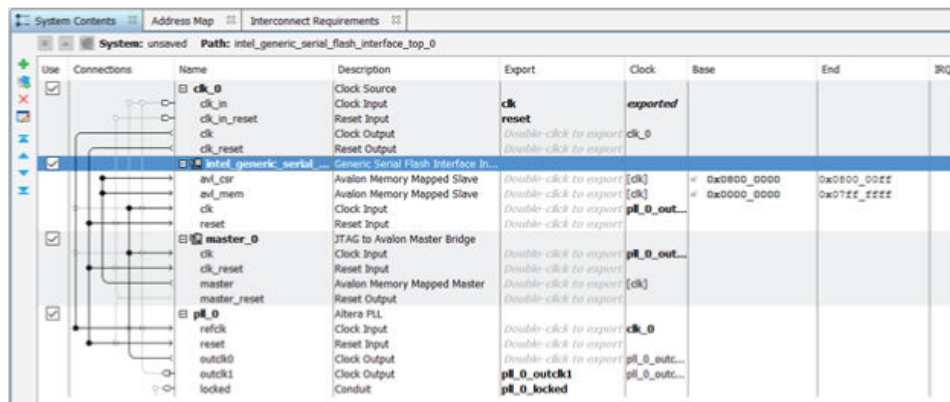 System Contents Address Map Interconnect Requirements
System: unsaved Path: intel_generic_serial_flash_interface_top_0
Use Connections Name Description Export Clock Base End IRQ
clk_0 Clock Source
clk_in Clock Input clk exported
clk_in_reset Reset Input reset
clk Clock Output Double-click to export clk_0
clk_reset Reset Output Double-click to export
intel_generic_serial_... Generic Serial Flash Interface In...
avl_csr Avalon Memory Mapped Slave Double-click to export [clk] 0x0800_0000 0x0800_00ff
avl_mem Avalon Memory Mapped Slave Double-click to export [clk] 0x0000_0000 0x07ff_ffff
clk Clock Input Double-click to export pll_0_out...
reset Reset Input Double-click to export
master_0 JTAG to Avalon Master Bridge
clk Clock Input Double-click to export pll_0_out...
clk_reset Reset Input Double-click to export
master Avalon Memory Mapped Master Double-click to export [clk]
master_reset Reset Output Double-click to export
pll_0 Altera PLL
refclk Clock Input Double-click to export clk_0
reset Reset Input Double-click to export
outclk0 Clock Output Double-click to export pll_0_outc...
outclk1 Clock Output pll_0_outclk1 pll_0_outc...
locked Conduit pll_0_locked